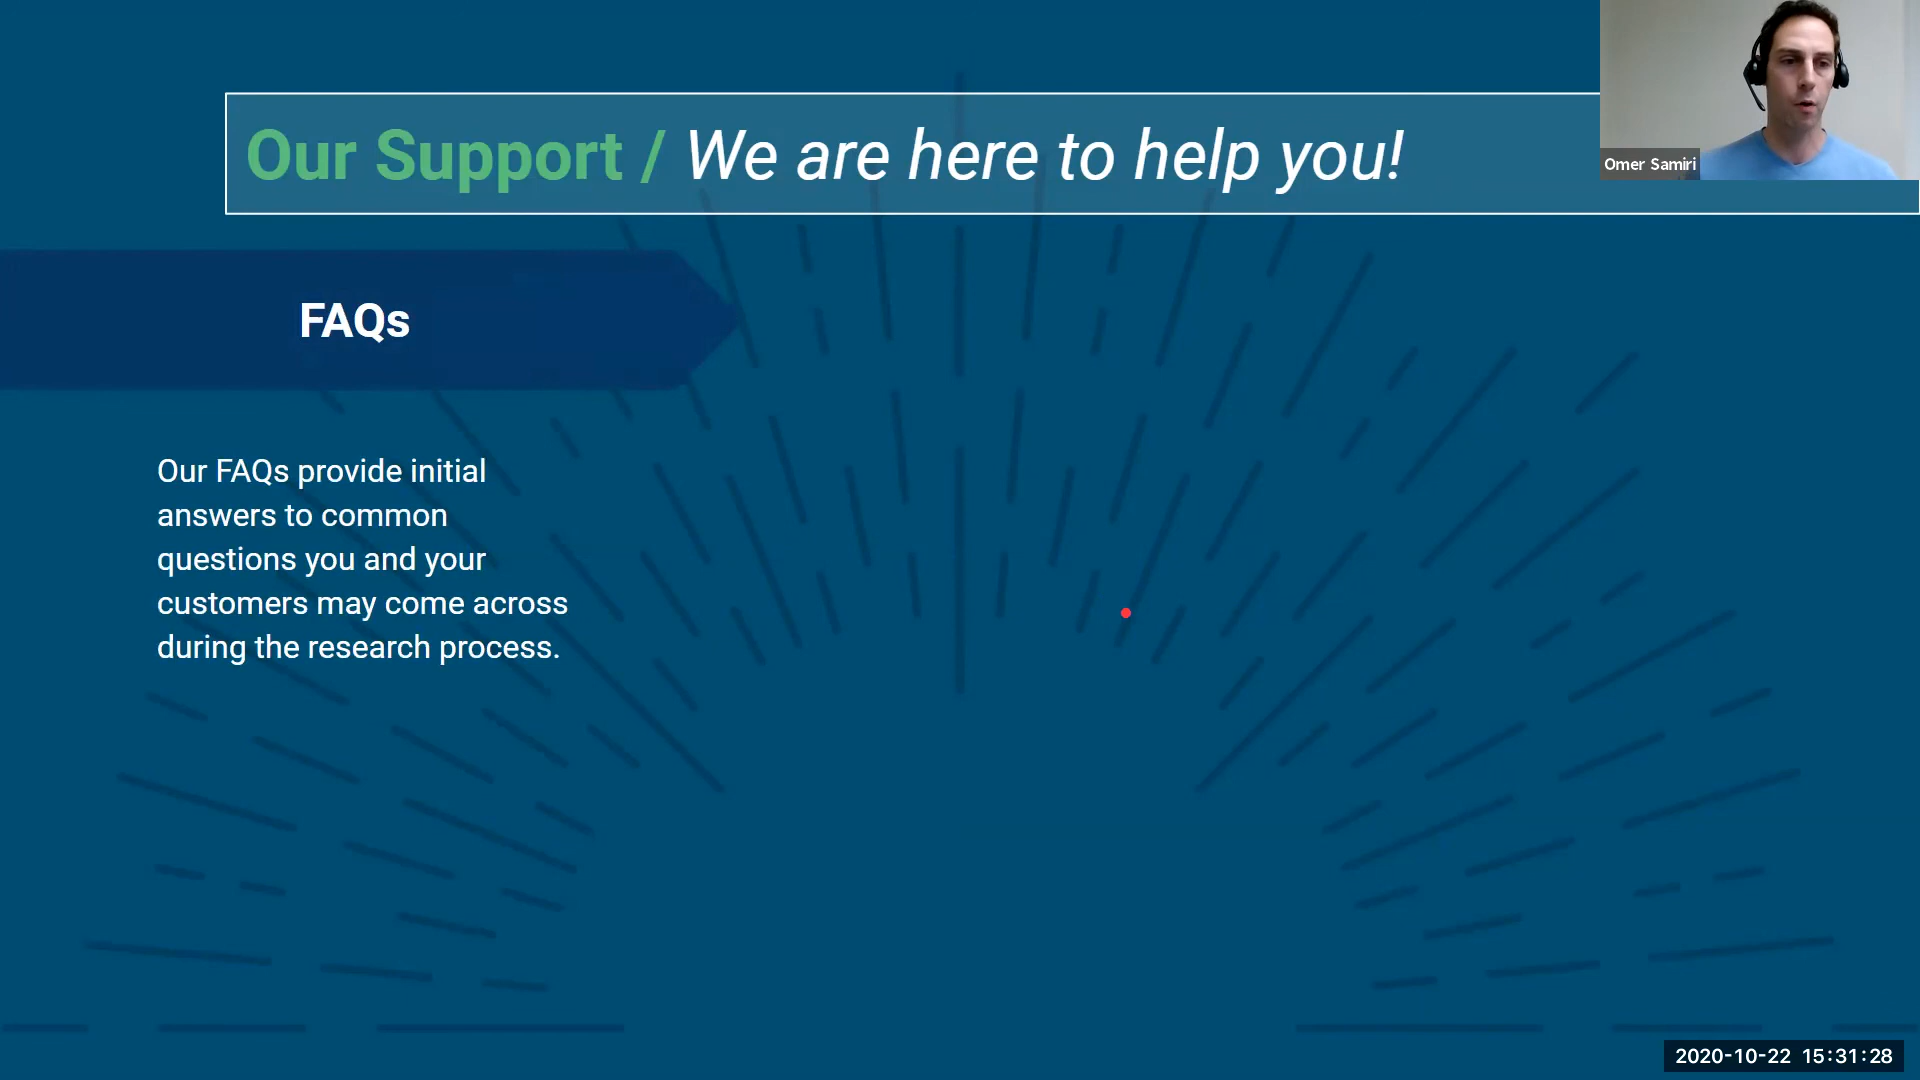 Our Support / We are here to help you!
Omer Samiri
FAQs
Our FAQs provide initial
answers to common
questions you and your
customers may come across
during the research process.
2020-10-22 15:31:28